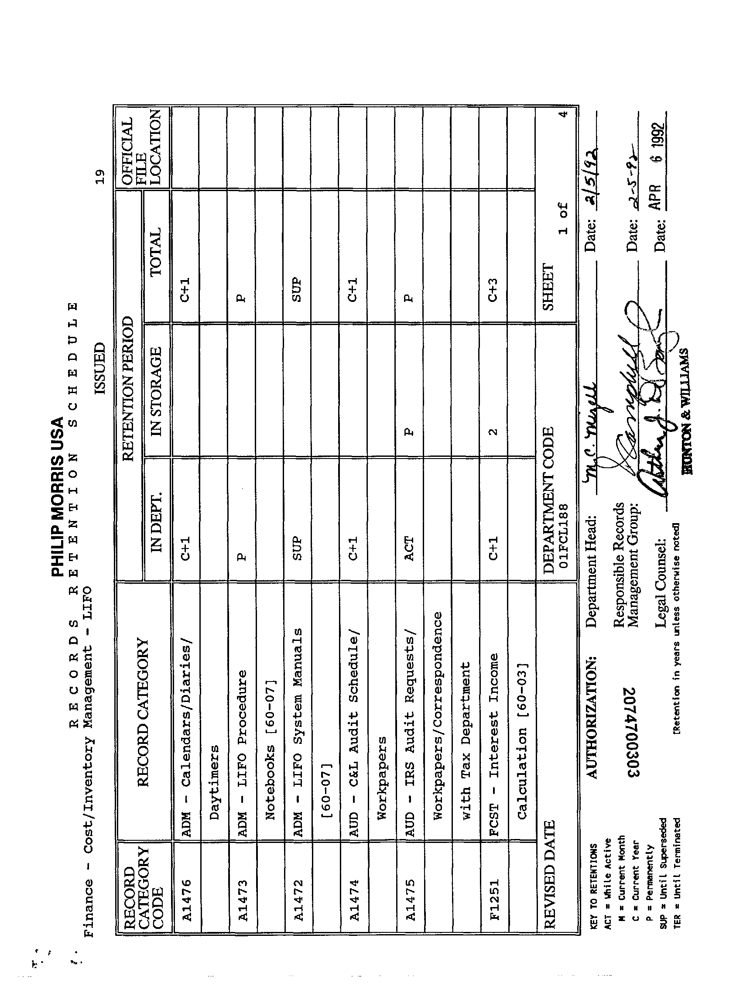 PHILIP MORRIS USA
RECORDS RETENTION SCHEDULE
Finance - Cost/Inventory Management - LIFO
ISSUED 19
RECORD CATEGORY CODE RECORD CATEGORY RETENTION PERIOD OFFICIAL FILE LOCATION
IN DEPT. IN STORAGE TOTAL
A1476 ADM - Calendars/Diaries/ C+1 C+1
Daytimers
A1473 ADM - LIFO Procedure P P
Notebooks [60-07]
A1472 ADM - LIFO System Manuals SUP SUP
[60-07]
A1474 AUD - C&L Audit Schedule/ C+1 C+1
Workpapers
A1475 AUD - IRS Audit Requests/ ACT P P
Workpapers/Correspondence
with Tax Department
F1251 FCST - Interest Income C+1 2 C+3
Calculation [60-03]
REVISED DATE DEPARTMENT CODE SHEET
01FCL188 1 of 4
KEY TO RETENTIONS
ACT = While Active
M = Current Month
C = Current Year
P = Permanently
SUP = Until Superseded
TER = Until Terminated
AUTHORIZATION:
2074700303
Department Head: M.C. Mizell Date: 2/5/92
Responsible Records
Management Group: Campbell Date: 2-5-92
Legal Counsel: Date: APR 6 1992
HUNTON & WILLIAMS
[Retention in years unless otherwise noted]